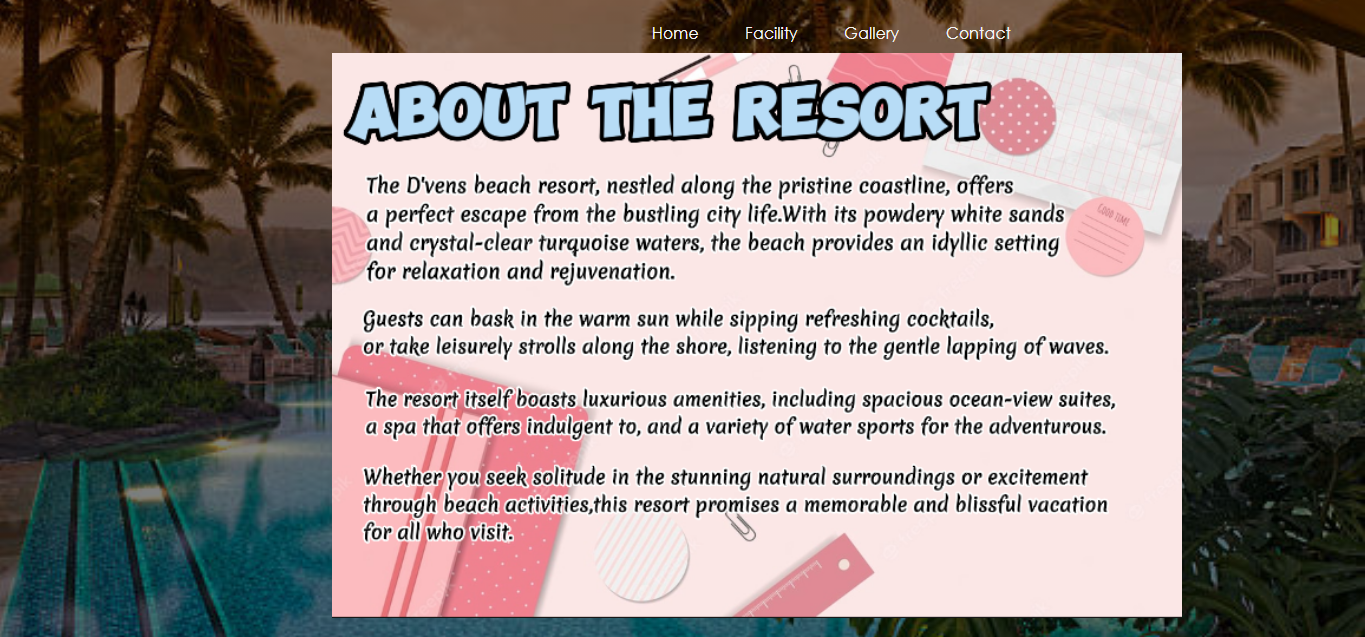 Home Facility Gallery Contact
ABOUT THE RESORT
The D'vens beach resort, nestled along the pristine coastline, offers
a perfect escape from the bustling city life.With its powdery white sands
and crystal-clear turquoise waters, the beach provides an idyllic setting
for relaxation and rejuvenation.
GOOD TIME!
Guests can bask in the warm sun while sipping refreshing cocktails,
or take leisurely strolls along the shore, listening to the gentle lapping of waves.
The resort itself boasts luxurious amenities, including spacious ocean-view suites,
a spa that offers indulgent to, and a variety of water sports for the adventurous.
Whether you seek solitude in the stunning natural surroundings or excitement
through beach activities,this resort promises a memorable and blissful vacation
for all who visit.